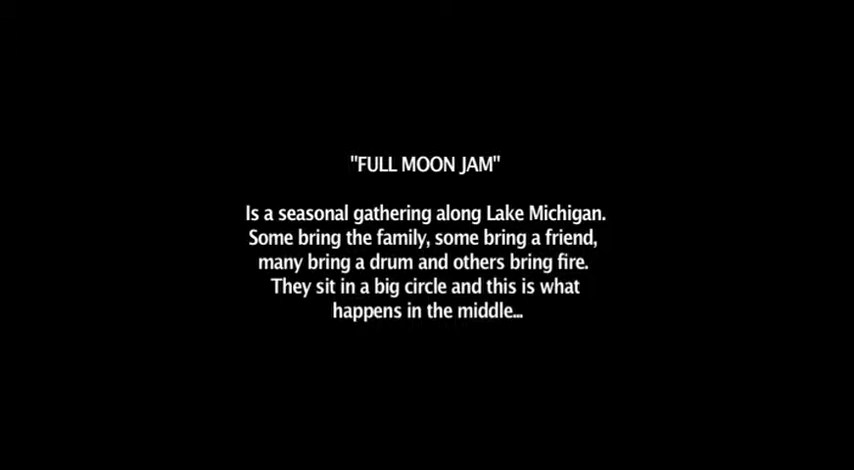 "FULL MOON JAM"
Is a seasonal gathering along Lake Michigan.
Some bring the family, some bring a friend,
many bring a drum and others bring fire.
They sit in a big circle and this is what
happens in the middle...